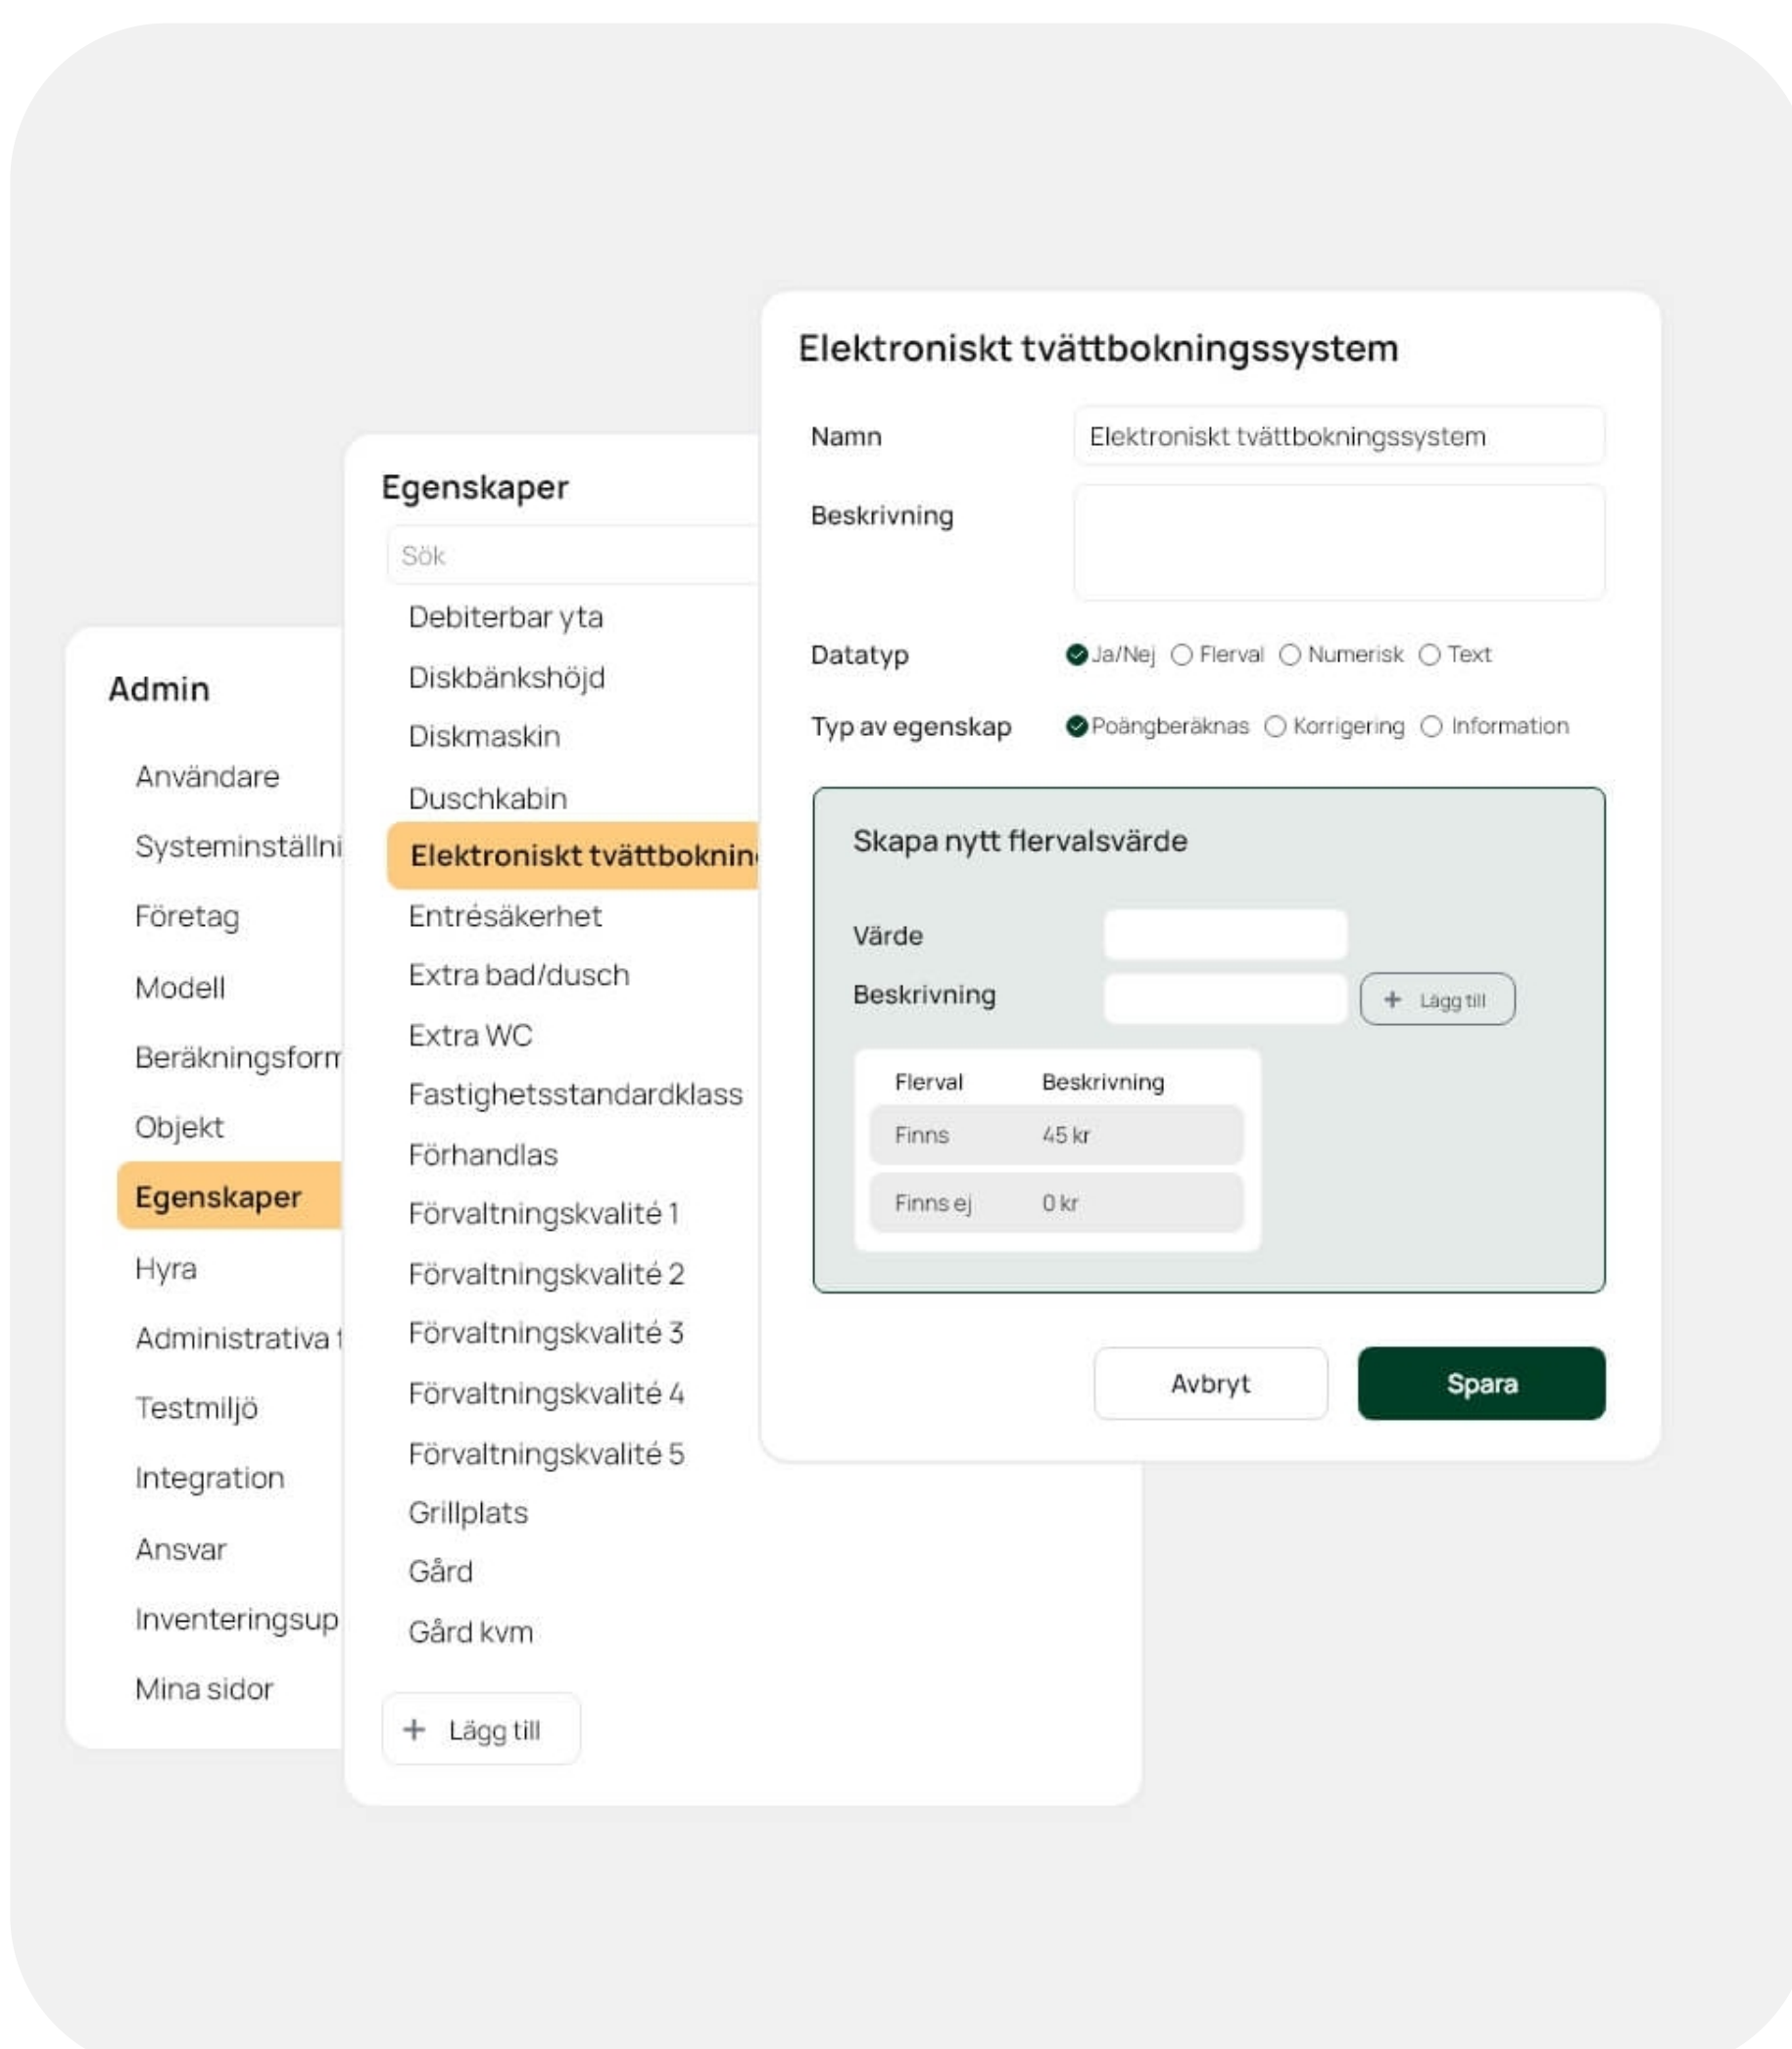 Admin
Användare
Systeminställni
Företag
Modell
Beräkningsform
Objekt
Egenskaper
Hyra
Administrativa
Testmiljö
Integration
Ansvar
Inventeringsup
Mina sidor
Egenskaper
Sök
Debiterbar yta
Diskbänkshöjd
Diskmaskin
Duschkabin
Elektroniskt tvättboknin
Entrésäkerhet
Extra bad/dusch
Extra WC
Fastighetsstandardklass
Förhandlas
Förvaltningskvalité 1
Förvaltningskvalité 2
Förvaltningskvalité 3
Förvaltningskvalité 4
Förvaltningskvalité 5
Grillplats
Gård
Gård kvm
+ Lägg till
Elektroniskt tvättbokningssystem
Namn Elektroniskt tvättbokningssystem
Beskrivning
Datatyp Ja/Nej Flerval Numerisk Text
Typ av egenskap Poängberäknas Korrigering Information
Skapa nytt flervalsvärde
Värde
Beskrivning + Lägg till
Flerval Beskrivning
Finns 45 kr
Finns ej 0 kr
Avbryt Spara